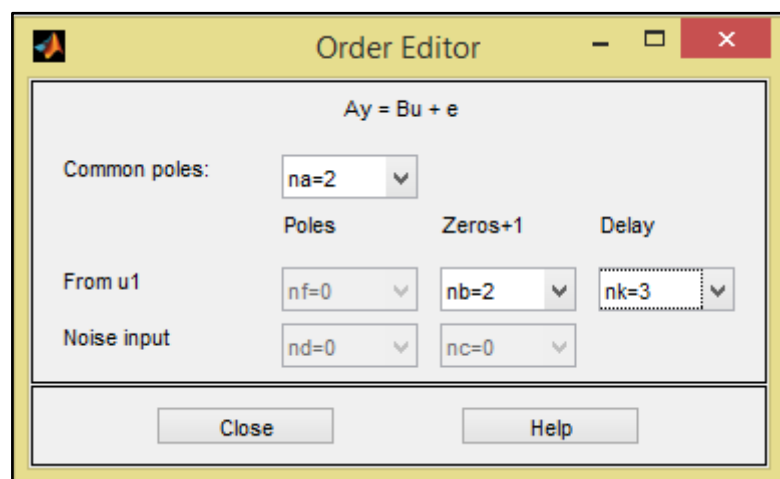 Order Editor
Ay = Bu + e
Common poles: na=2
Poles Zeros+1 Delay
From u1 nf=0 nb=2 nk=3
Noise input nd=0 nc=0
Close Help